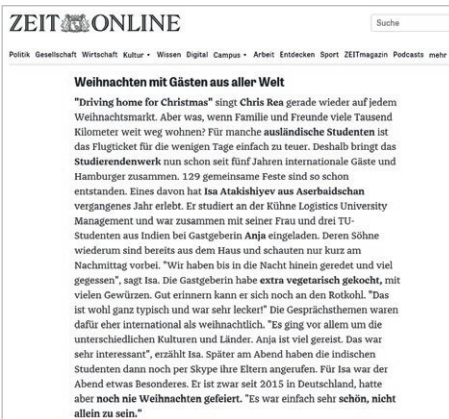 ZEIT ONLINE
Suche
Politik Gesellschaft Wirtschaft Kultur Wissen Digital Campus Arbeit Entdecken Sport ZEITmagazin Podcasts mehr
Weihnachten mit Gästen aus aller Welt
"Driving home for Christmas" singt Chris Rea gerade wieder auf jedem
Weihnachtsmarkt. Aber was, wenn Familie und Freunde viele Tausend
Kilometer weit weg wohnen? Für manche ausländische Studenten ist
das Flugticket für die wenigen Tage einfach zu teuer. Deshalb bringt das
Studierendenwerk nun schon seit fünf Jahren internationale Gäste und
Hamburger zusammen. 129 gemeinsame Feste sind so schon
entstanden. Eines davon hat Isa Atakishiyev aus Aserbaidschan
vergangenes Jahr erlebt. Er studiert an der Kühne Logistics University
Management und war zusammen mit seiner Frau und drei TU-
Studenten aus Indien bei Gastgeberin Anja eingeladen. Deren Söhne
wiederum sind bereits aus dem Haus und schauten nur kurz am
Nachmittag vorbei. "Wir haben bis in die Nacht hinein geredet und viel
gegessen", sagt Isa. Die Gastgeberin habe extra vegetarisch gekocht, mit
vielen Gewürzen. Gut erinnern kann er sich noch an den Rotkohl. "Das
ist wohl ganz typisch und war sehr lecker!" Die Gesprächsthemen waren
dafür eher international als weihnachtlich. "Es ging vor allem um die
unterschiedlichen Kulturen und Länder. Anja ist viel gereist. Das war
sehr interessant", erzählt Isa. Später am Abend haben die indischen
Studenten dann noch per Skype ihre Eltern angerufen. Für Isa war der
Abend etwas Besonderes. Er ist zwar seit 2015 in Deutschland, hatte
aber noch nie Weihnachten gefeiert. "Es war einfach sehr schön, nicht
allein zu sein."